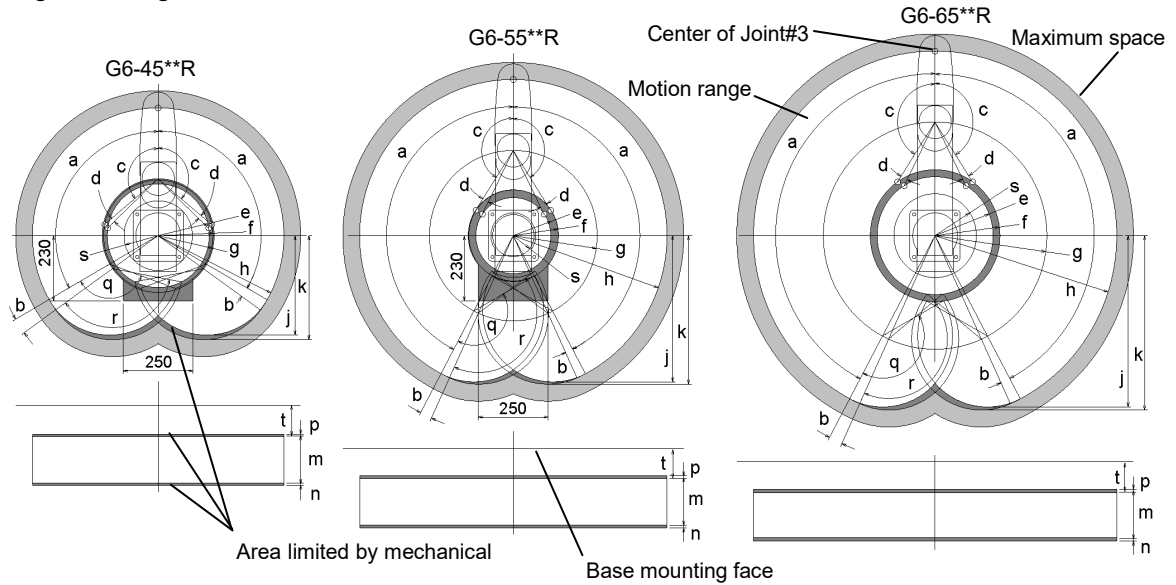 G6-45**R
G6-55**R
G6-65**R
Center of Joint#3
Maximum space
Motion range
a
a
c
c
d
d
e
f
g
h
s
230
b
q
r
b
j
k
250
t
p
m
n
a
a
c
c
d
d
e
f
g
h
s
230
q
r
b
b
j
k
250
t
p
m
n
a
a
c
c
d
d
s
e
f
g
h
q
r
b
b
j
k
t
p
m
n
Area limited by mechanical
Base mounting face